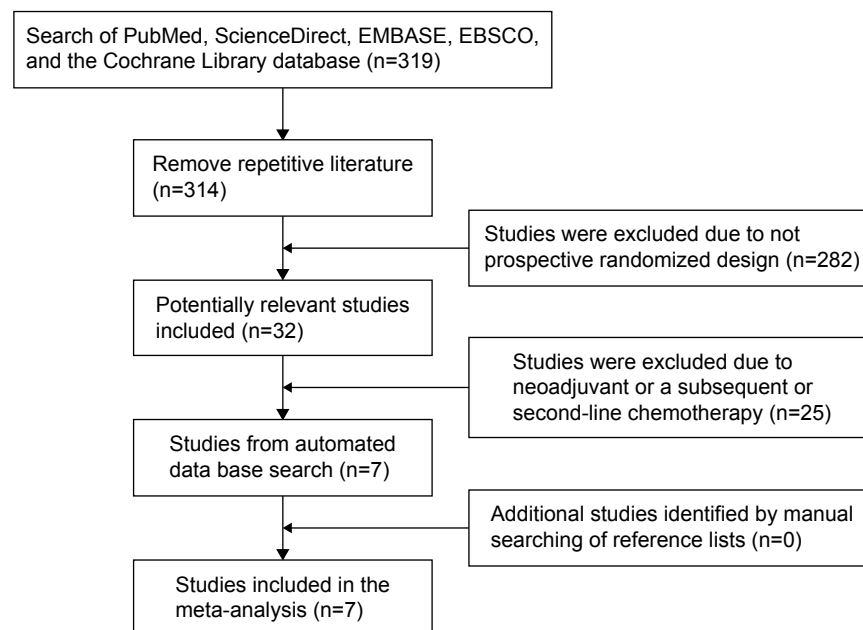 Search of PubMed, ScienceDirect, EMBASE, EBSCO,
and the Cochrane Library database (n=319)
Remove repetitive literature
(n=314)
Studies were excluded due to not
prospective randomized design (n=282)
Potentially relevant studies
included (n=32)
Studies were excluded due to
neoadjuvant or a subsequent or
second-line chemotherapy (n=25)
Studies from automated
data base search (n=7)
Additional studies identified by manual
searching of reference lists (n=0)
Studies included in the
meta-analysis (n=7)